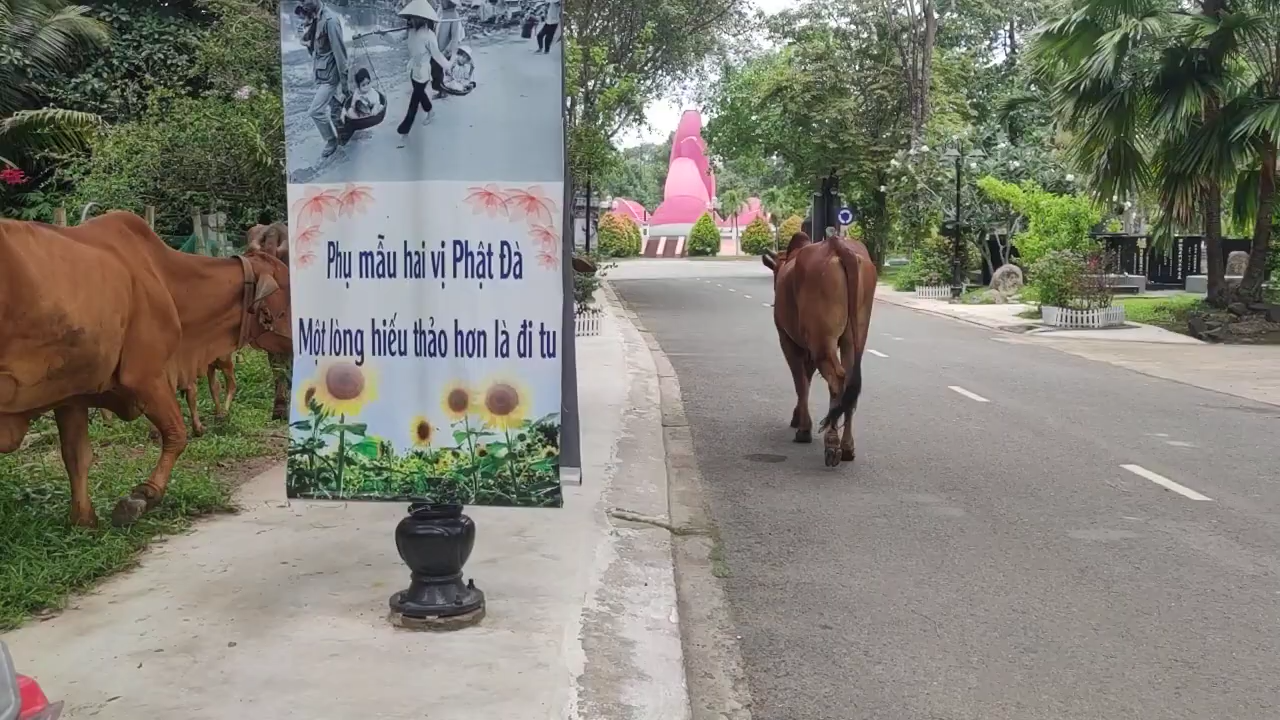 Phụ mẫu hai vị Phật Đà
Một lòng hiếu thảo hơn là đi tu